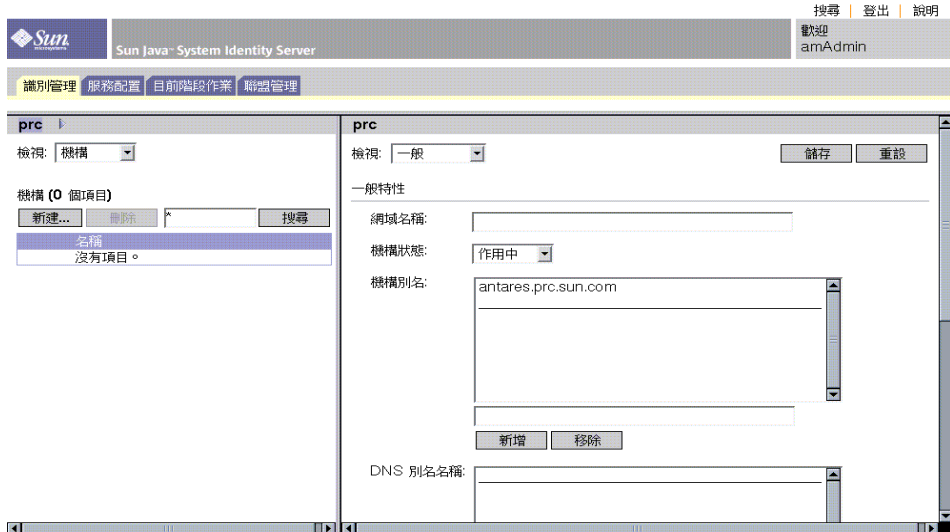 搜尋 | 登出 | 說明
Sun
microsystems
Sun Java™ System Identity Server
歡迎
amAdmin
識別管理 服務配置 目前階段作業 聯盟管理
prc
檢視: 機構
機構 (0 個項目)
新建... 刪除 * 搜尋
名稱
沒有項目。
prc
檢視: 一般 儲存 重設
一般特性
網域名稱:
機構狀態: 作用中
機構別名: antares.prc.sun.com
新增 移除
DNS 別名名稱: